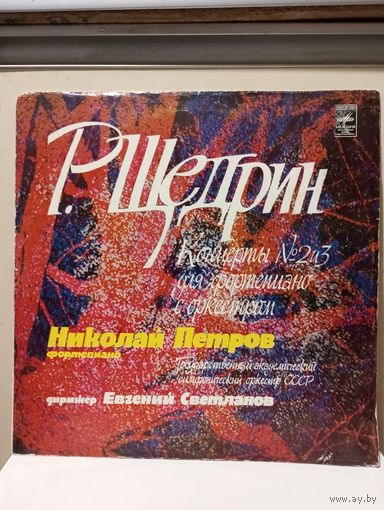 Р. Щедрин
Концерты №2 и 3
для фортепиано
с оркестром
Николай Петров
фортепиано
Государственный академический
симфонический оркестр СССР
дирижер Евгений Светланов
www.ay.by